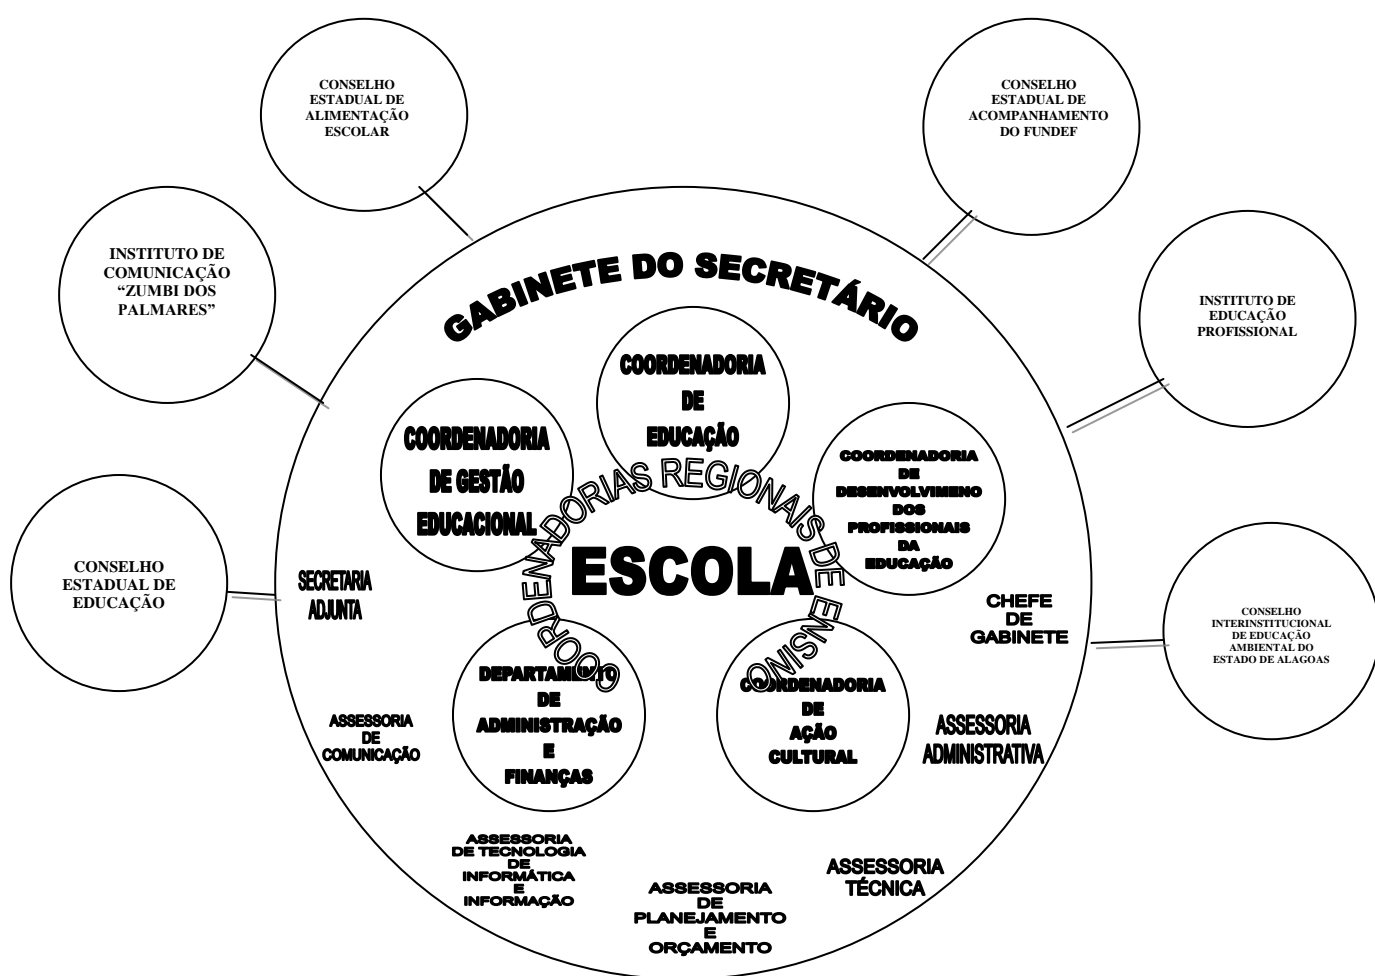 CONSELHO
ESTADUAL DE
ALIMENTAÇÃO
ESCOLAR
CONSELHO
ESTADUAL DE
ACOMPANHAMENTO
DO FUNDEF
INSTITUTO DE
COMUNICAÇÃO
“ZUMBI DOS
PALMARES”
INSTITUTO DE
EDUCAÇÃO
PROFISSIONAL
GABINETE DO SECRETÁRIO
COORDENADORIA
DE
EDUCAÇÃO
COORDENADORIA
DE GESTÃO
EDUCACIONAL
COORDENADORIA
DE
DESENVOLVIMENO
DOS
PROFISSIONAIS
DA
EDUCAÇÃO
COORDENADORIAS REGIONAIS DE ENSINO
ESCOLA
CONSELHO
ESTADUAL DE
EDUCAÇÃO
SECRETARIA
ADJUNTA
CHEFE
DE
GABINETE
CONSELHO
INTERINSTITUCIONAL
DE EDUCAÇÃO
AMBIENTAL DO
ESTADO DE ALAGOAS
DEPARTAMENTO
DE
ADMINISTRAÇÃO
E
FINANÇAS
COORDENADORIA
DE
AÇÃO
CULTURAL
ASSESSORIA
DE
COMUNICAÇÃO
ASSESSORIA
ADMINISTRATIVA
ASSESSORIA
DE TECNOLOGIA
DE
INFORMÁTICA
E
INFORMAÇÃO
ASSESSORIA
DE
PLANEJAMENTO
E
ORÇAMENTO
ASSESSORIA
TÉCNICA